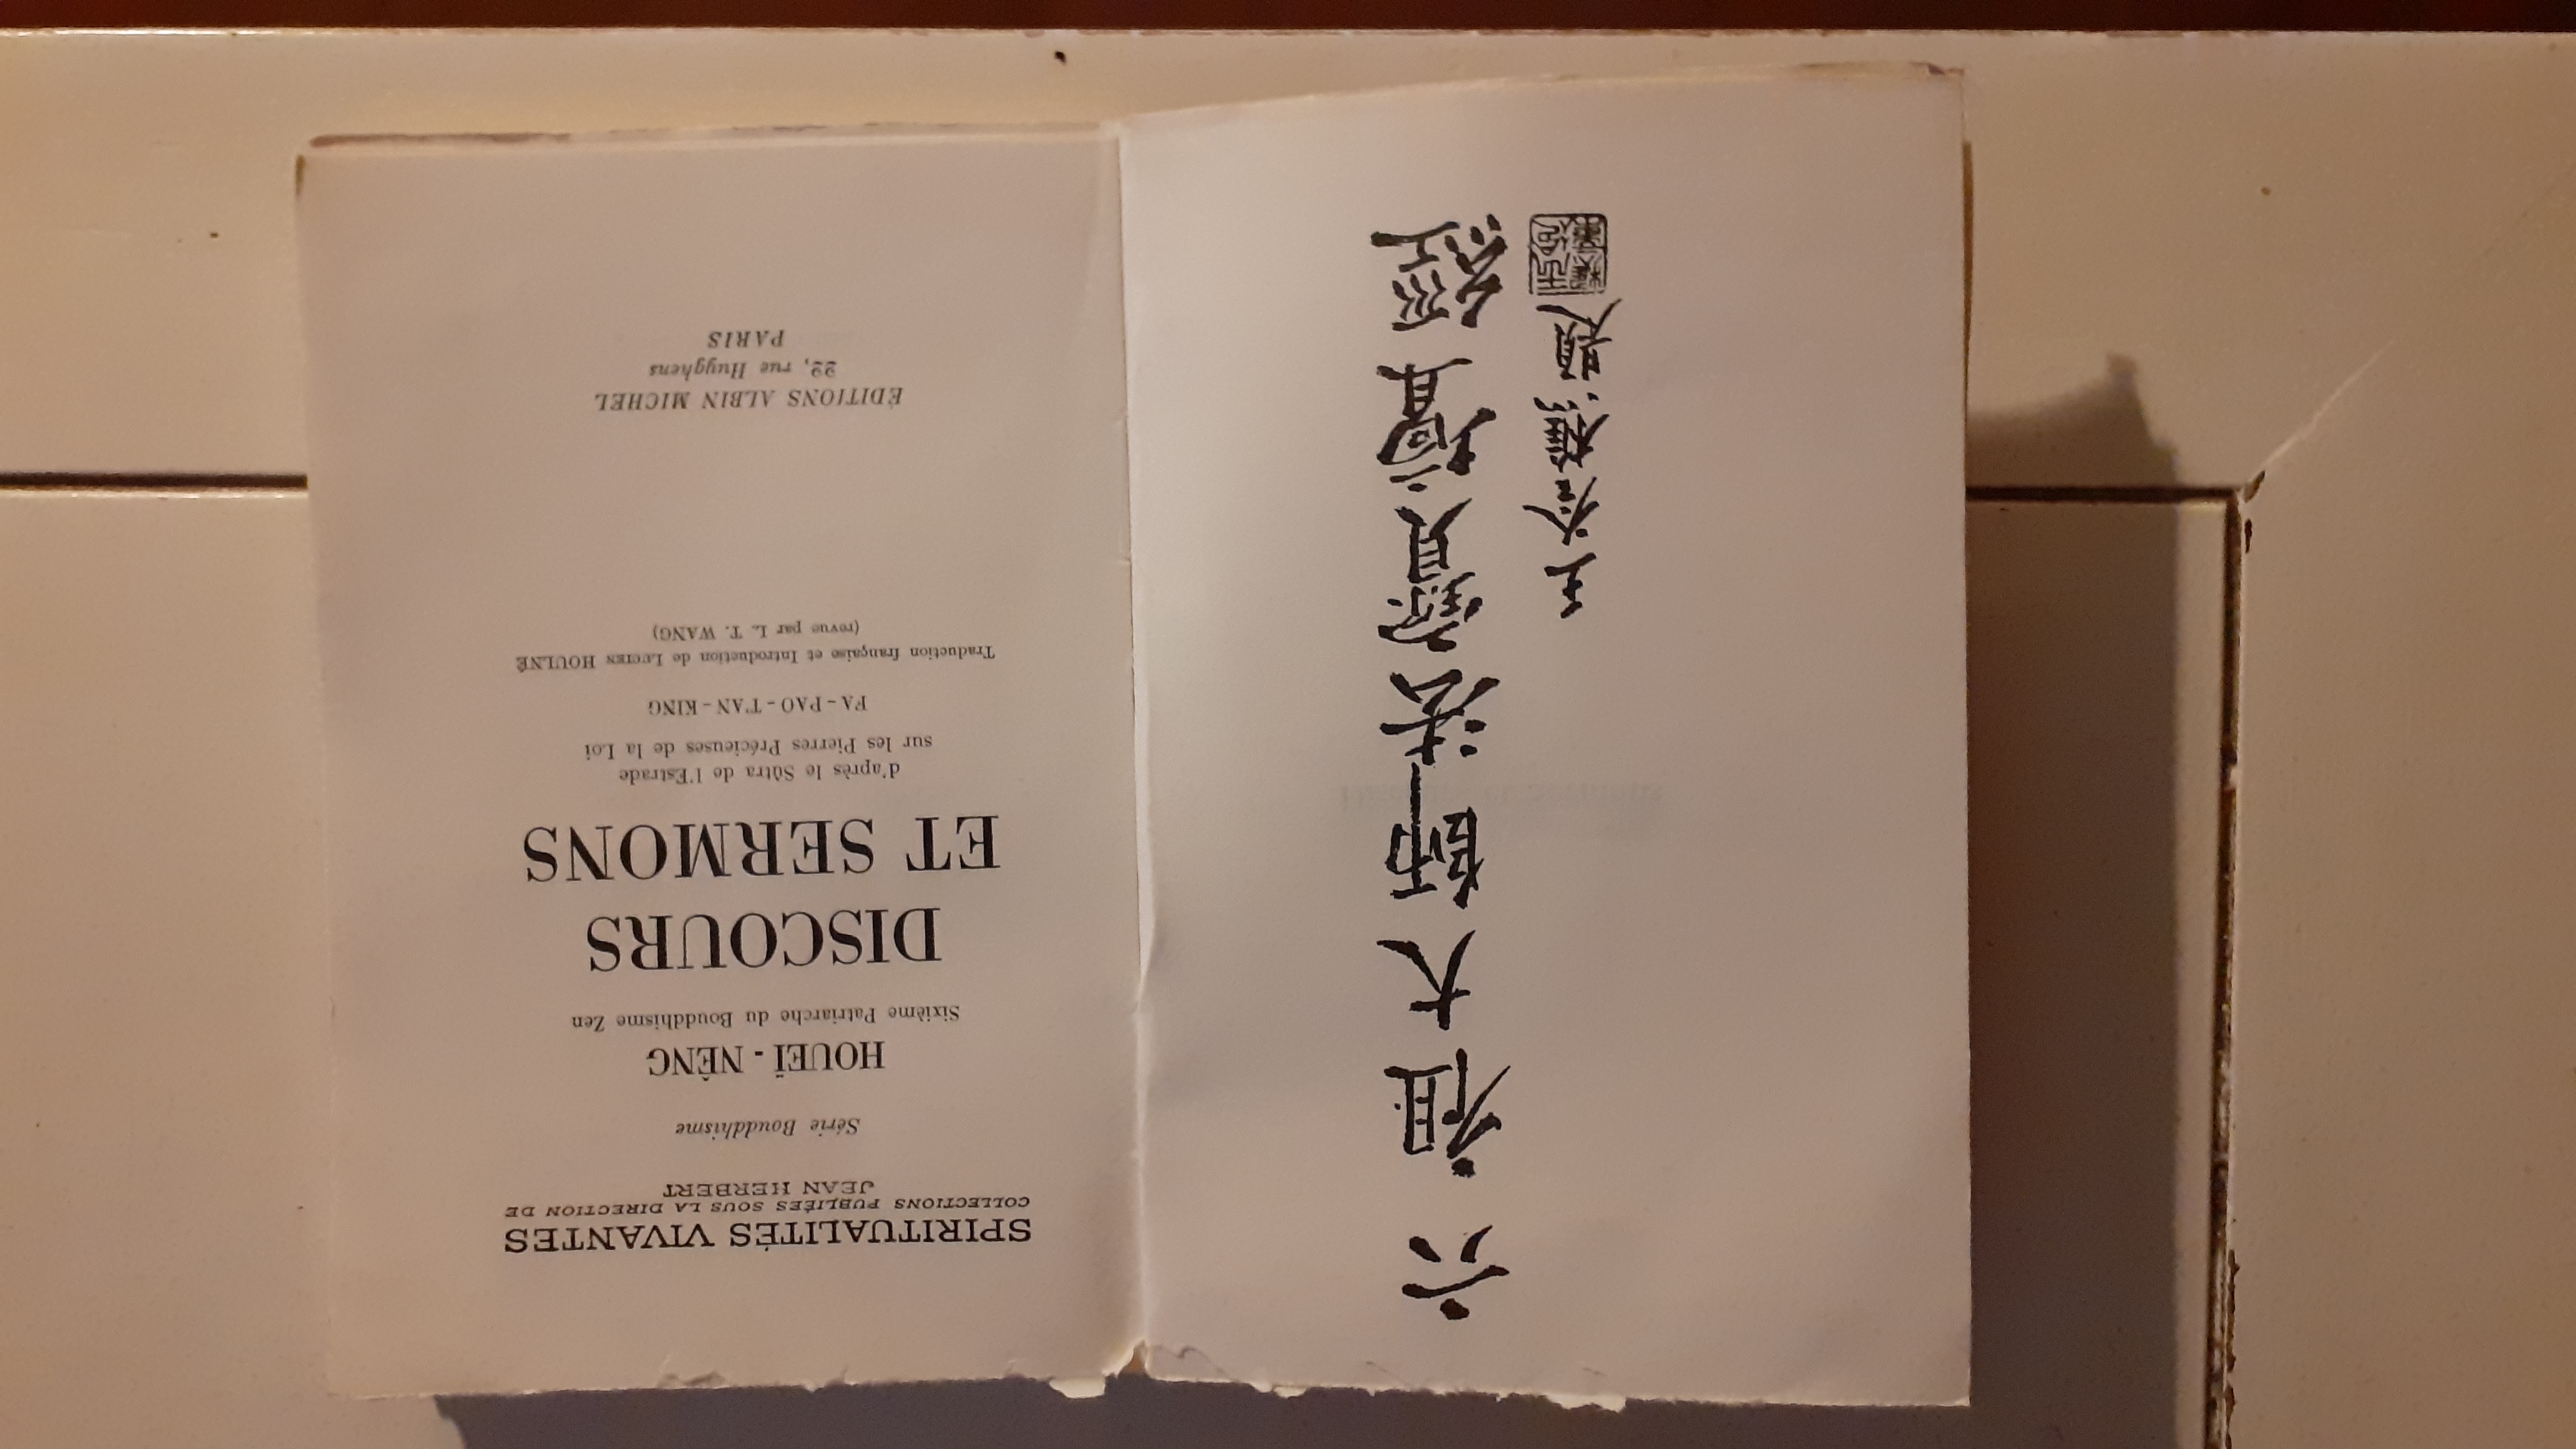 六祖大師法寶壇經
王冷樵題
SPIRITUALITÉS VIVANTES
COLLECTIONS PUBLIÉES SOUS LA DIRECTION DE
JEAN HERBERT
Série Bouddhisme
HOUEÏ - NÊNG
Sixième Patriarche du Bouddhisme Zen
DISCOURS
ET SERMONS
d'après le Sûtra de l'Estrade
sur les Pierres Précieuses de la Loi
FA - PAO - T'AN - KING
Traduction française et Introduction de LUCIEN HOULNÉ
(revue par L. T. WANG)
ÉDITIONS ALBIN MICHEL
22, rue Huyghens
PARIS